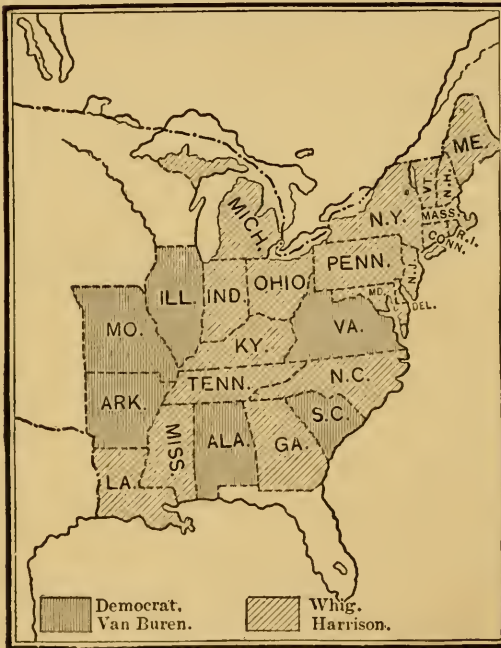 ME.
VT.
N.H.
MICH.
N.Y.
MASS.
R.I.
CONN.
PENN.
N.J.
OHIO
IND.
ILL.
MD.
DEL.
MO.
VA.
KY.
N.C.
TENN.
ARK.
S.C.
MISS.
ALA.
GA.
LA.
Democrat.
Van Buren.
Whig.
Harrison.